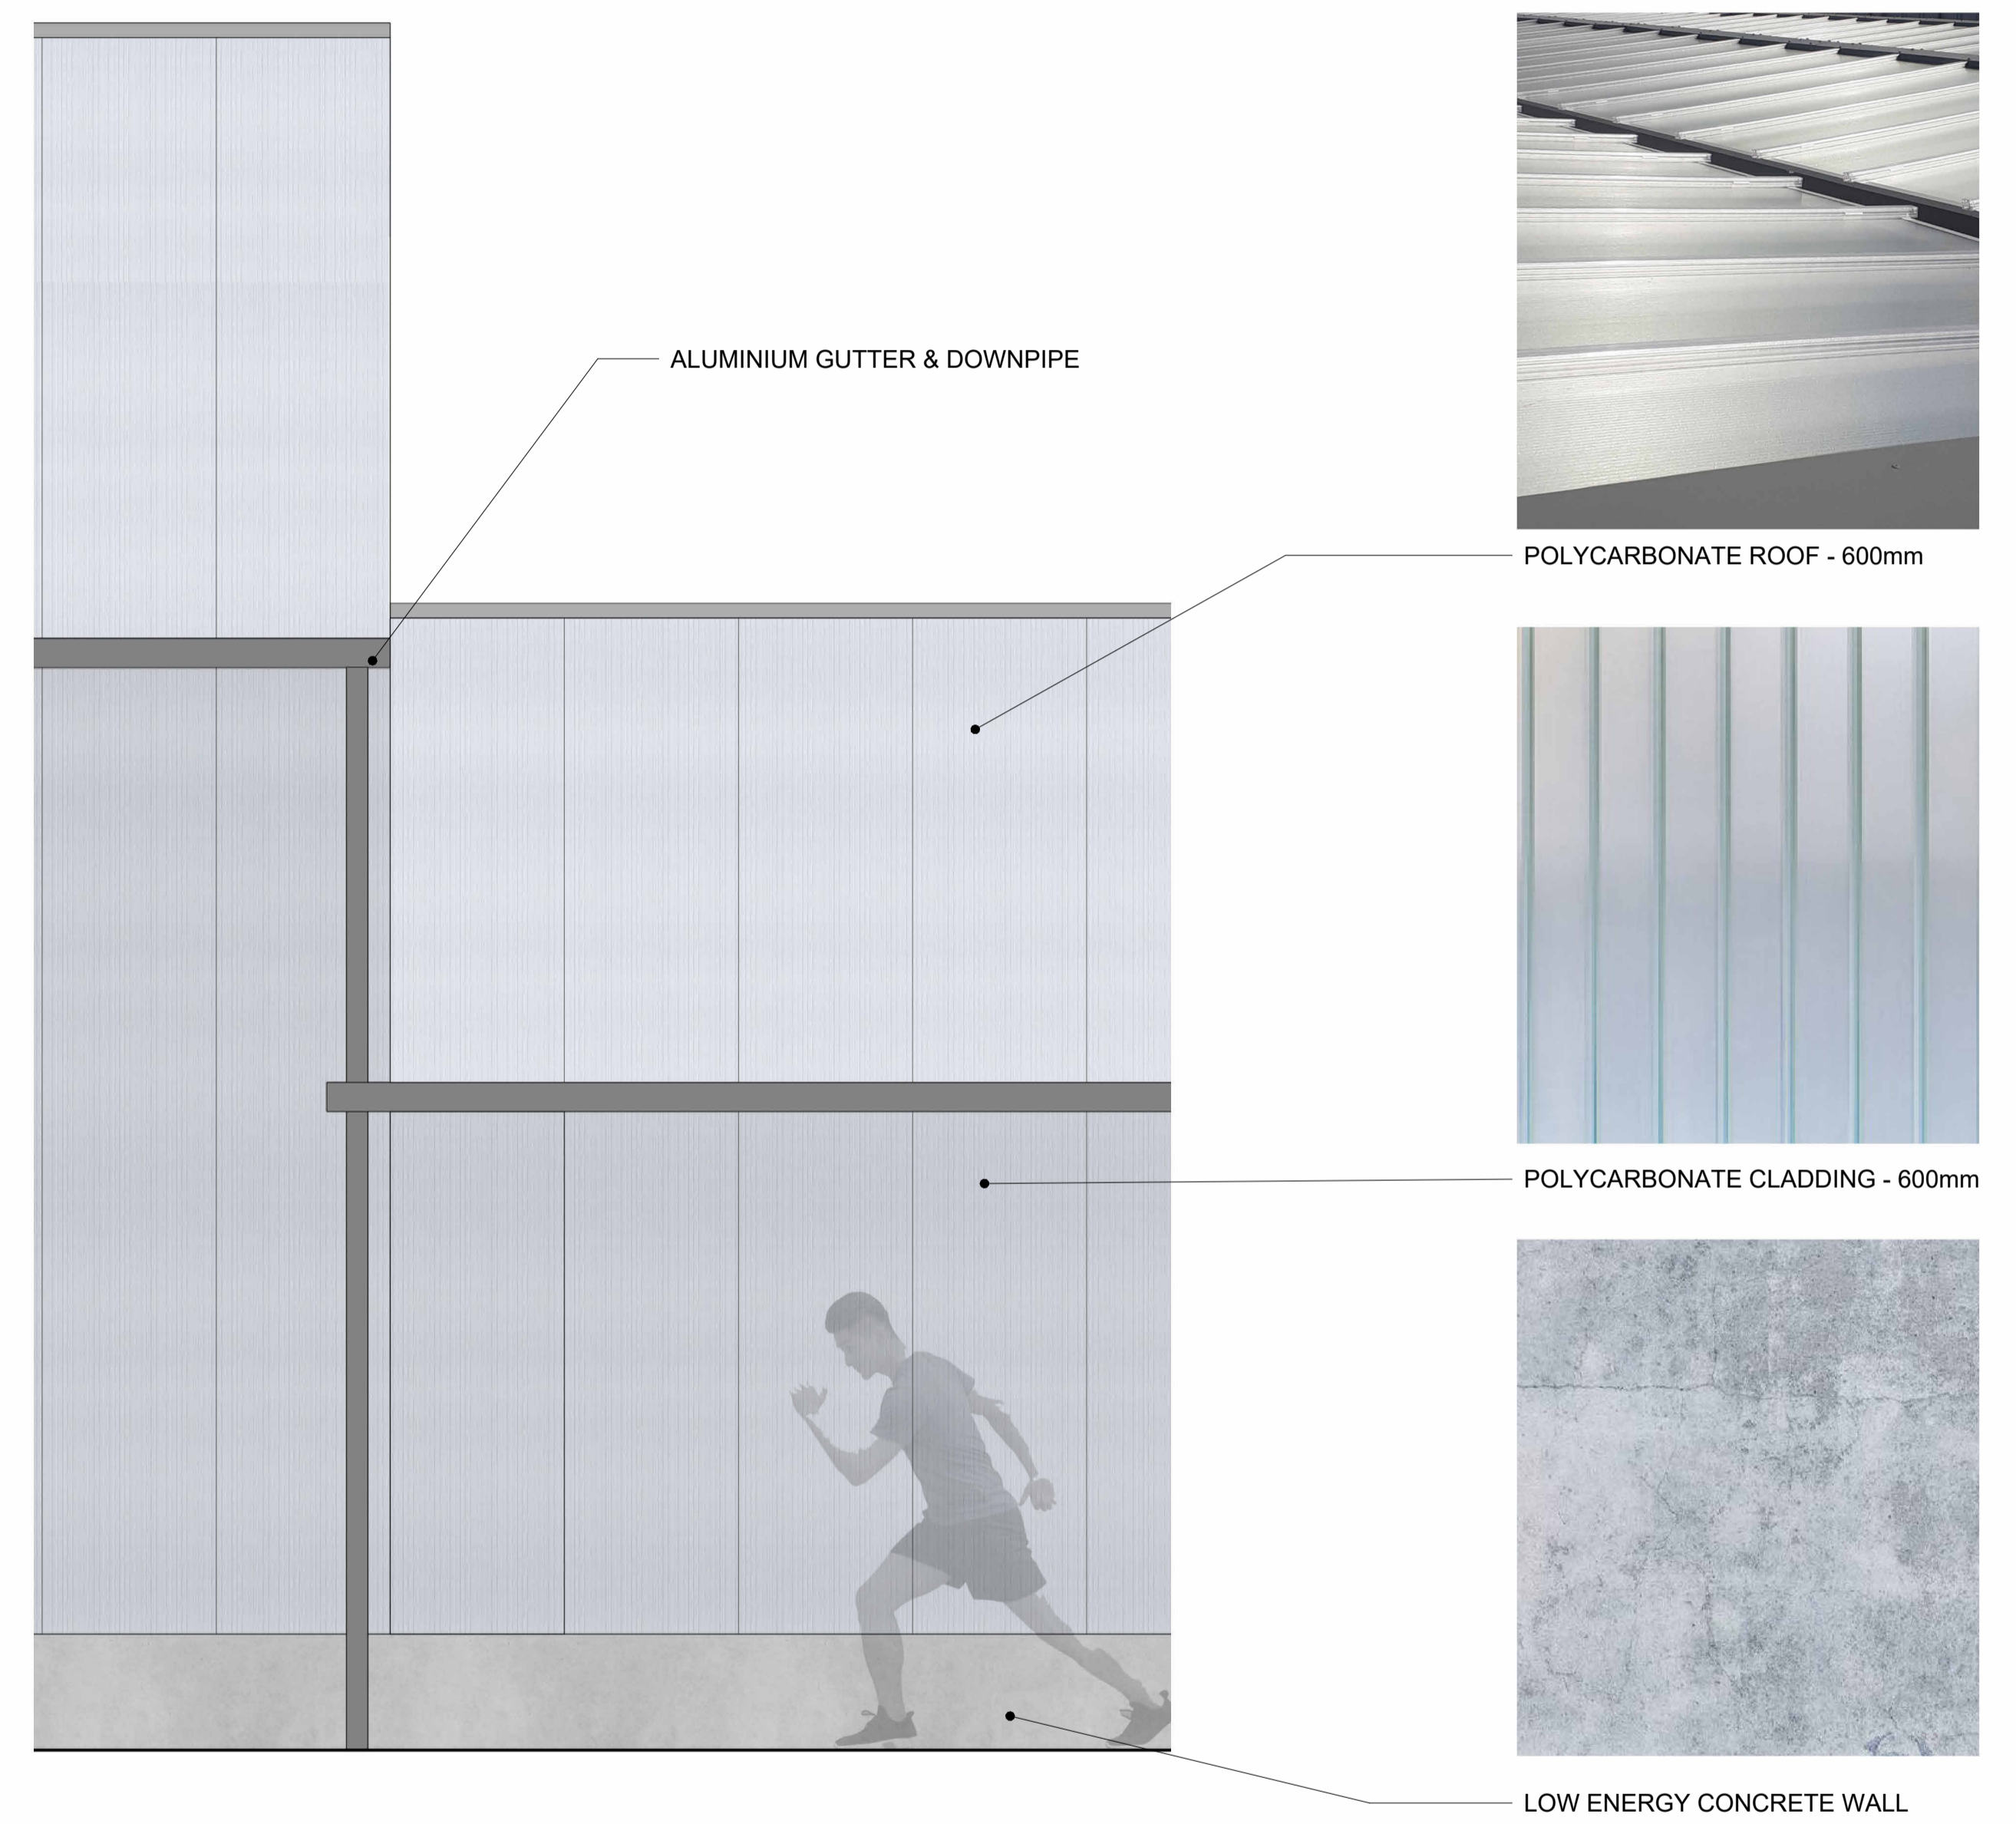 ALUMINIUM GUTTER & DOWNPIPE
POLYCARBONATE ROOF - 600mm
POLYCARBONATE CLADDING - 600mm
LOW ENERGY CONCRETE WALL